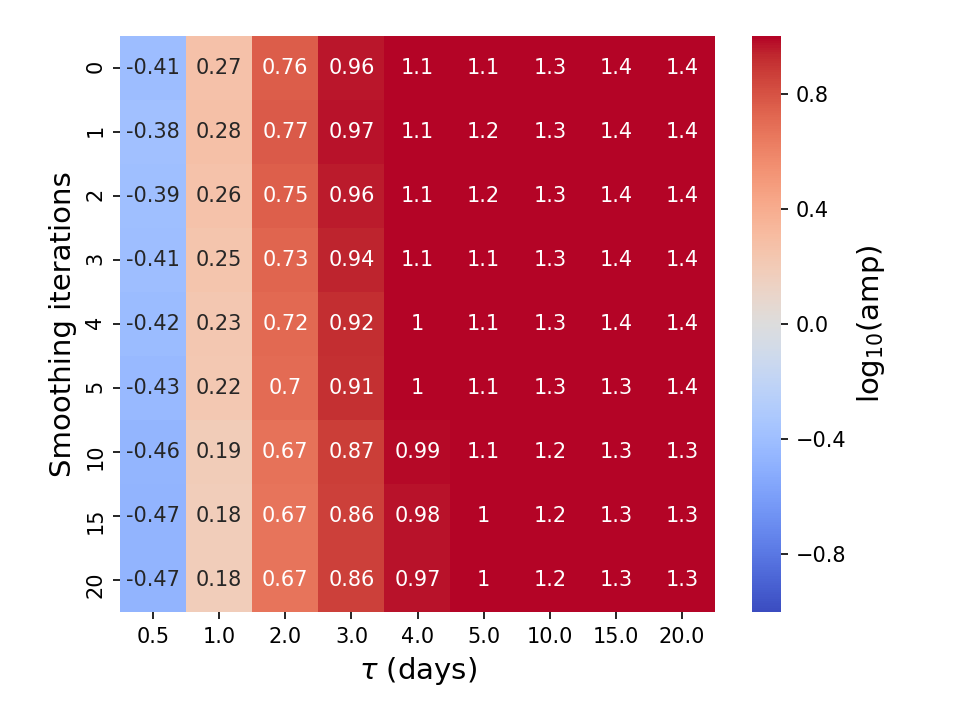 0 -0.41 0.27 0.76 0.96 1.1 1.1 1.3 1.4 1.4
1 -0.38 0.28 0.77 0.97 1.1 1.2 1.3 1.4 1.4
2 -0.39 0.26 0.75 0.96 1.1 1.2 1.3 1.4 1.4
3 -0.41 0.25 0.73 0.94 1.1 1.1 1.3 1.4 1.4
4 -0.42 0.23 0.72 0.92 1 1.1 1.3 1.4 1.4
5 -0.43 0.22 0.7 0.91 1 1.1 1.3 1.3 1.4
10 -0.46 0.19 0.67 0.87 0.99 1.1 1.2 1.3 1.3
15 -0.47 0.18 0.67 0.86 0.98 1 1.2 1.3 1.3
20 -0.47 0.18 0.67 0.86 0.97 1 1.2 1.3 1.3
0.5 1.0 2.0 3.0 4.0 5.0 10.0 15.0 20.0
τ (days)
Smoothing iterations
0.8
0.4
0.0
−0.4
−0.8
log₁₀(amp)